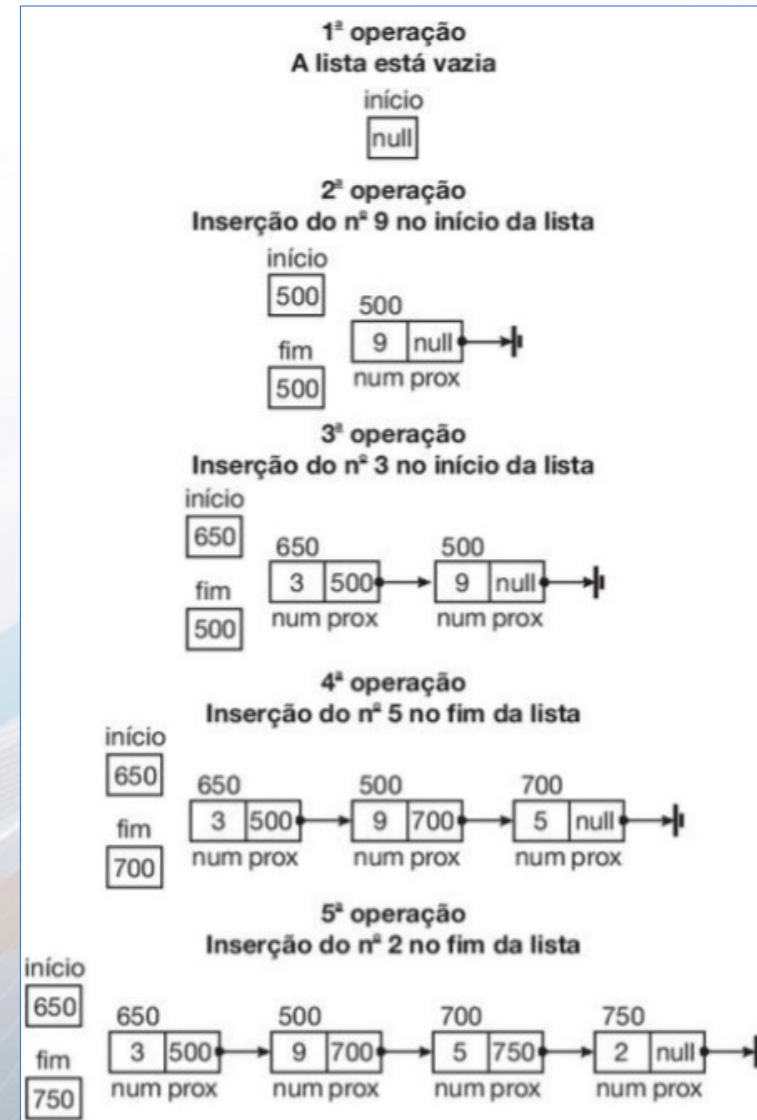 1ª operação
A lista está vazia
início
null
2ª operação
Inserção do nº 9 no início da lista
início
500
500
9 null
fim
num prox
500
3ª operação
Inserção do nº 3 no início da lista
início
650
650 500
3 500 9 null
fim
num prox num prox
500
4ª operação
Inserção do nº 5 no fim da lista
início
650
650 500 700
3 500 9 700 5 null
fim
num prox num prox num prox
700
5ª operação
Inserção do nº 2 no fim da lista
início
650
650 500 700 750
3 500 9 700 5 750 2 null
fim
num prox num prox num prox num prox
750